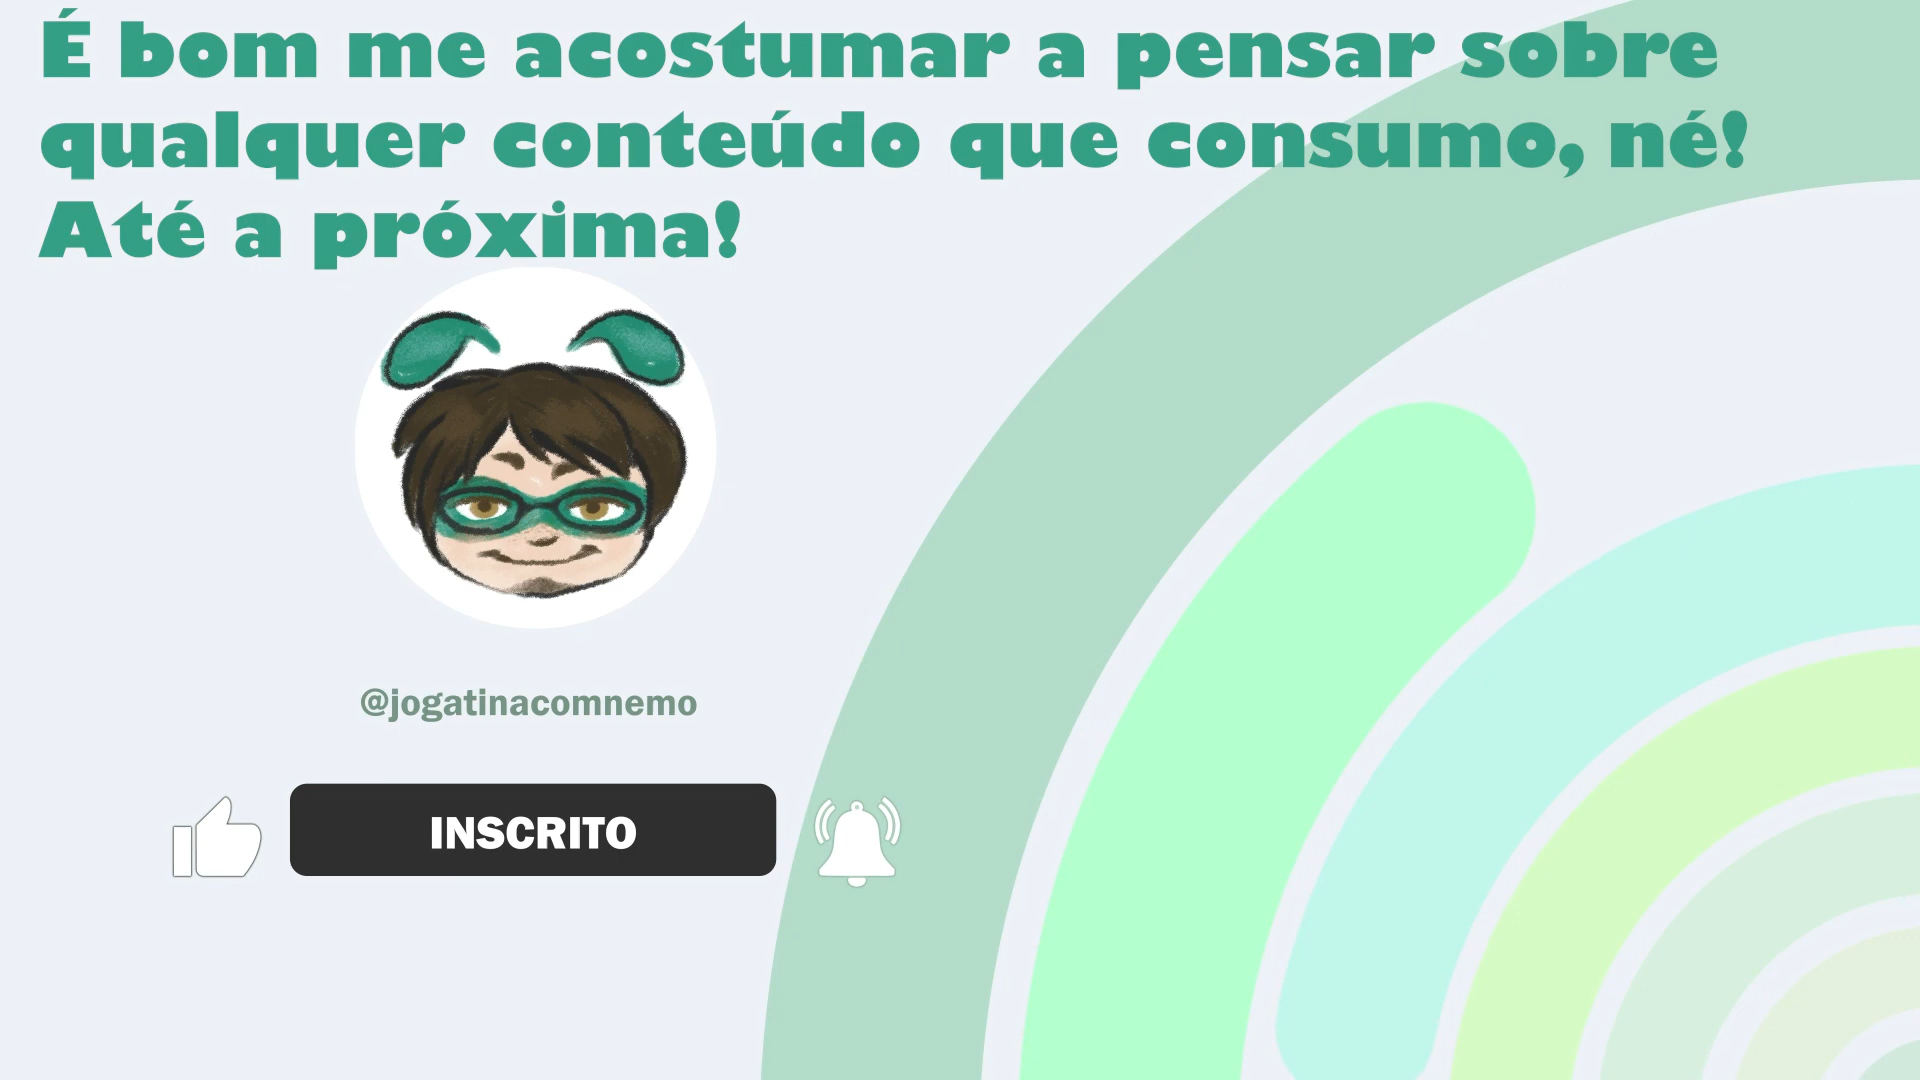 É bom me acostumar a pensar sobre
qualquer conteúdo que consumo, né!
Até a próxima!
@jogatinacomnemo
INSCRITO